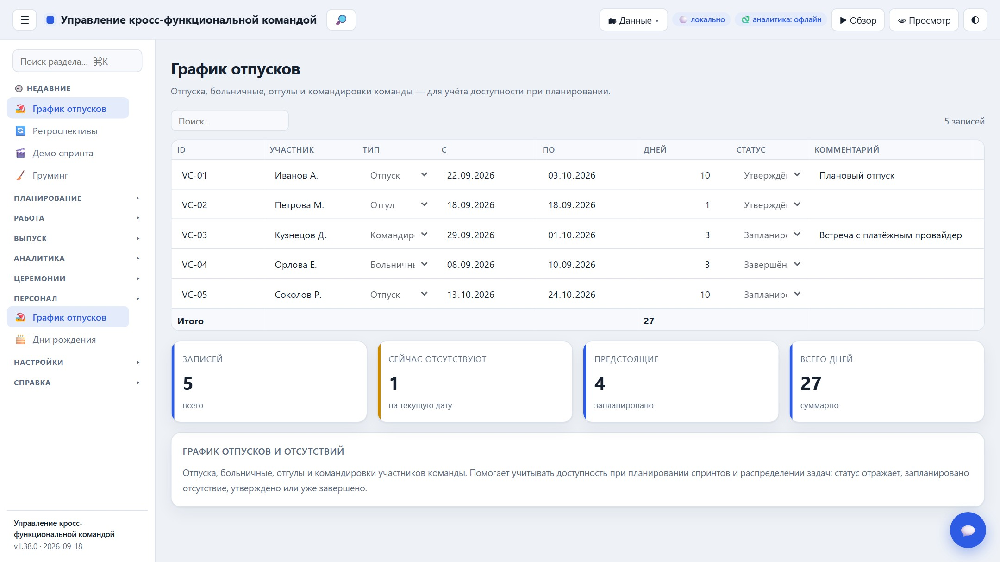 ☰ Управление кросс-функциональной командой
Данные ▾
локально
аналитика: офлайн
▶ Обзор
Просмотр
Поиск раздела... ⌘K
НЕДАВНИЕ
График отпусков
Ретроспективы
Демо спринта
Груминг
ПЛАНИРОВАНИЕ
РАБОТА
ВЫПУСК
АНАЛИТИКА
ЦЕРЕМОНИИ
ПЕРСОНАЛ
График отпусков
Дни рождения
НАСТРОЙКИ
СПРАВКА
Управление кросс-
функциональной командой
v1.38.0 · 2026-09-18
График отпусков
Отпуска, больничные, отгулы и командировки команды — для учёта доступности при планировании.
Поиск...
5 записей
ID УЧАСТНИК ТИП С ПО ДНЕЙ СТАТУС КОММЕНТАРИЙ
VC-01 Иванов А. Отпуск 22.09.2026 03.10.2026 10 Утверждён Плановый отпуск
VC-02 Петрова М. Отгул 18.09.2026 18.09.2026 1 Утверждён
VC-03 Кузнецов Д. Командир 29.09.2026 01.10.2026 3 Запланирс Встреча с платёжным провайдер
VC-04 Орлова Е. Больничнь 08.09.2026 10.09.2026 3 Завершён
VC-05 Соколов Р. Отпуск 13.10.2026 24.10.2026 10 Запланирс
Итого 27
ЗАПИСЕЙ
5
всего
СЕЙЧАС ОТСУТСТВУЮТ
1
на текущую дату
ПРЕДСТОЯЩИЕ
4
запланировано
ВСЕГО ДНЕЙ
27
суммарно
ГРАФИК ОТПУСКОВ И ОТСУТСТВИЙ
Отпуска, больничные, отгулы и командировки участников команды. Помогает учитывать доступность при планировании спринтов и распределении задач; статус отражает, запланировано
отсутствие, утверждено или уже завершено.